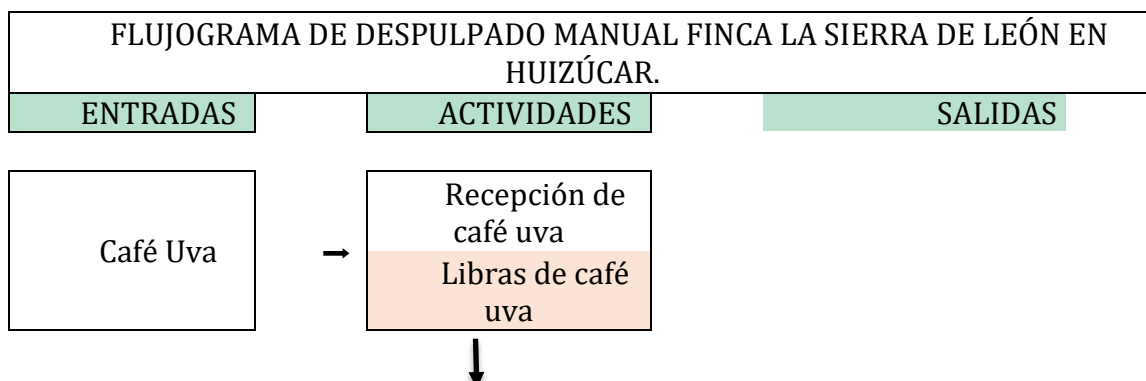 FLUJOGRAMA DE DESPULPADO MANUAL FINCA LA SIERRA DE LEÓN EN
HUIZÚCAR.
ENTRADAS
ACTIVIDADES
SALIDAS
Café Uva
Recepción de
café uva
Libras de café
uva